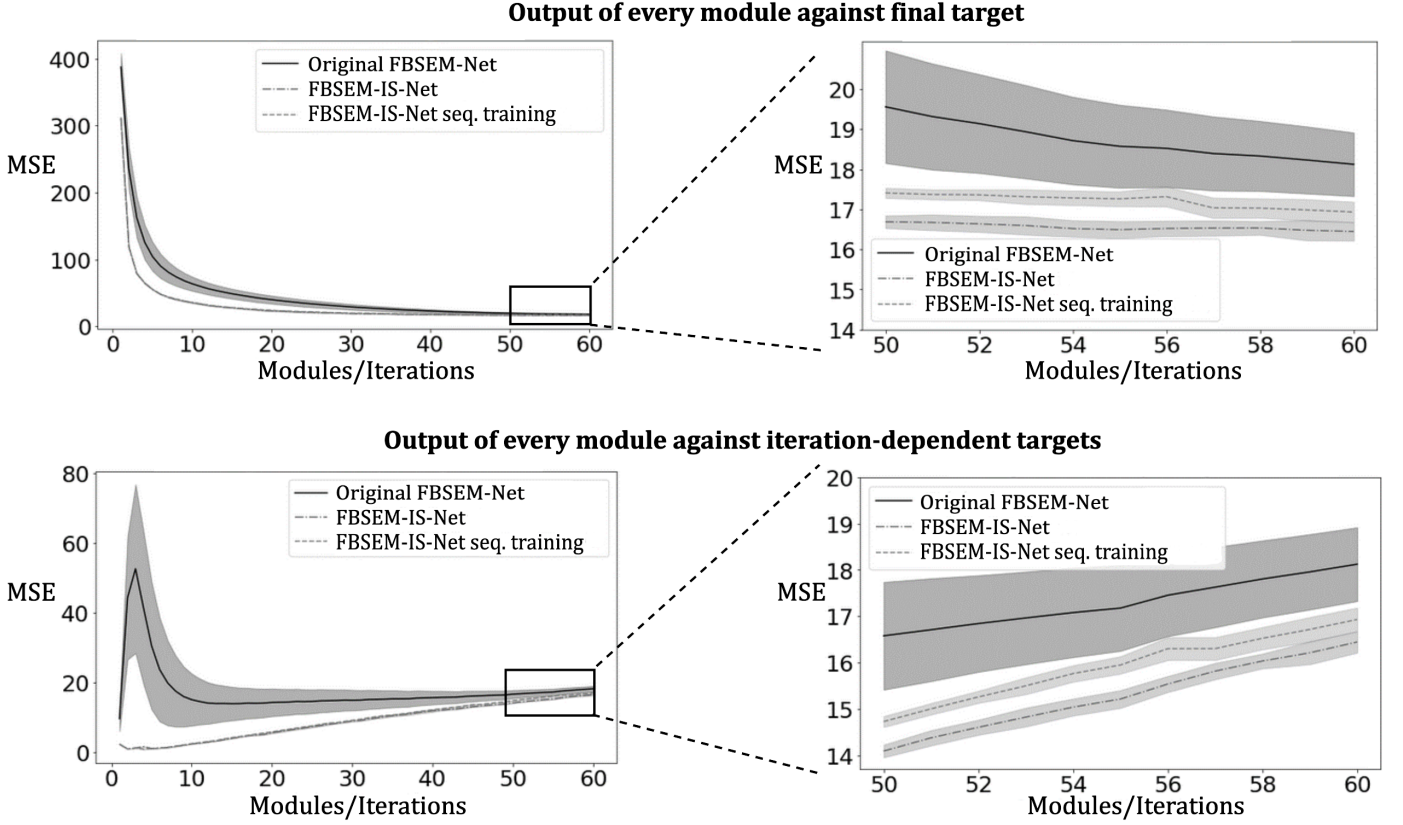 Output of every module against final target
400
300
200
100
0
MSE
Original FBSEM-Net
FBSEM-IS-Net
FBSEM-IS-Net seq. training
0 10 20 30 40 50 60
Modules/Iterations
20
19
18
17
16
15
14
MSE
Original FBSEM-Net
FBSEM-IS-Net
FBSEM-IS-Net seq. training
50 52 54 56 58 60
Modules/Iterations
Output of every module against iteration-dependent targets
80
60
40
20
0
MSE
Original FBSEM-Net
FBSEM-IS-Net
FBSEM-IS-Net seq. training
0 10 20 30 40 50 60
Modules/Iterations
20
19
18
17
16
15
14
MSE
Original FBSEM-Net
FBSEM-IS-Net
FBSEM-IS-Net seq. training
50 52 54 56 58 60
Modules/Iterations